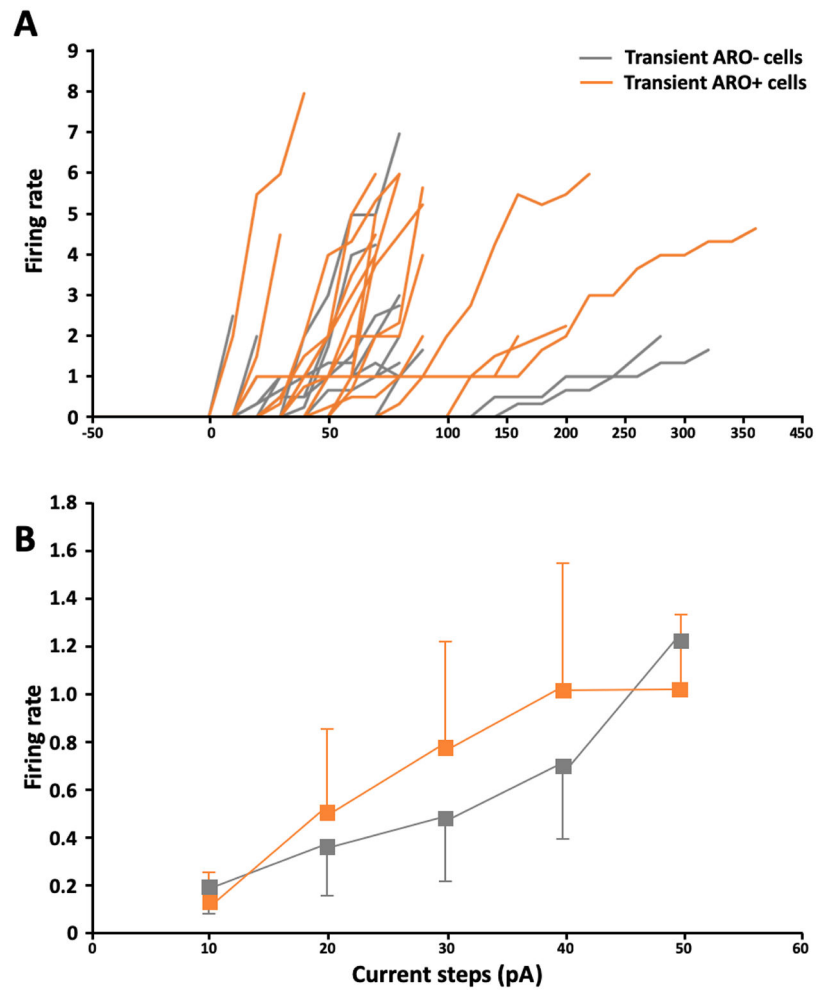 A
9
8
7
6
5
4
3
2
1
0
Firing rate
Transient ARO- cells
Transient ARO+ cells
-50 0 50 100 150 200 250 300 350 450
B
1.8
1.6
1.4
1.2
1.0
0.8
0.6
0.4
0.2
0
Firing rate
0 10 20 30 40 50 60
Current steps (pA)